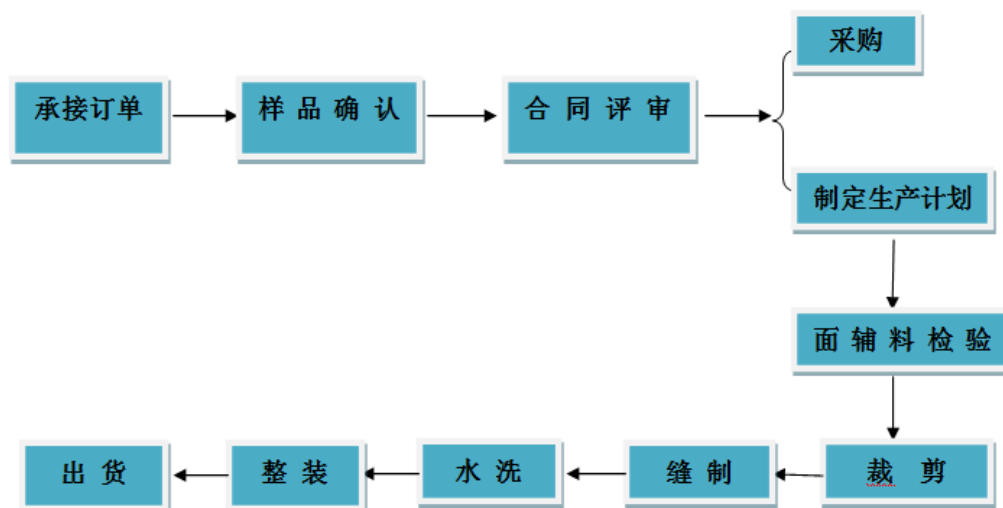 承接订单
样品确认
合同评审
采购
制定生产计划
面辅料检验
裁剪
缝制
水洗
整装
出货